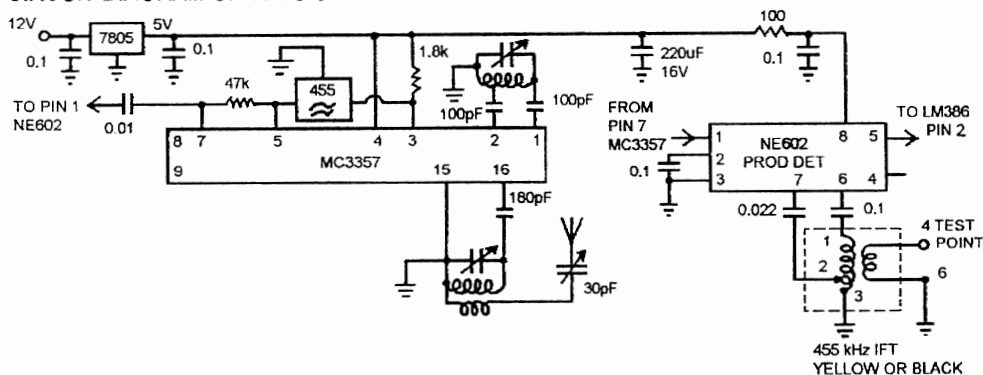 12V
7805
5V
0.1
0.1
47k
455
1.8k
100pF
100pF
220uF
16V
100
0.1
TO PIN 1
NE602
0.01
FROM
PIN 7
MC3357
TO LM386
PIN 2
8
7
5
4
3
2
1
MC3357
9
15
16
1
8
5
NE602
2
PROD DET
3
7
6
4
0.1
180pF
0.022
0.1
30pF
1
2
3
4 TEST
POINT
6
455 kHz IFT
YELLOW OR BLACK